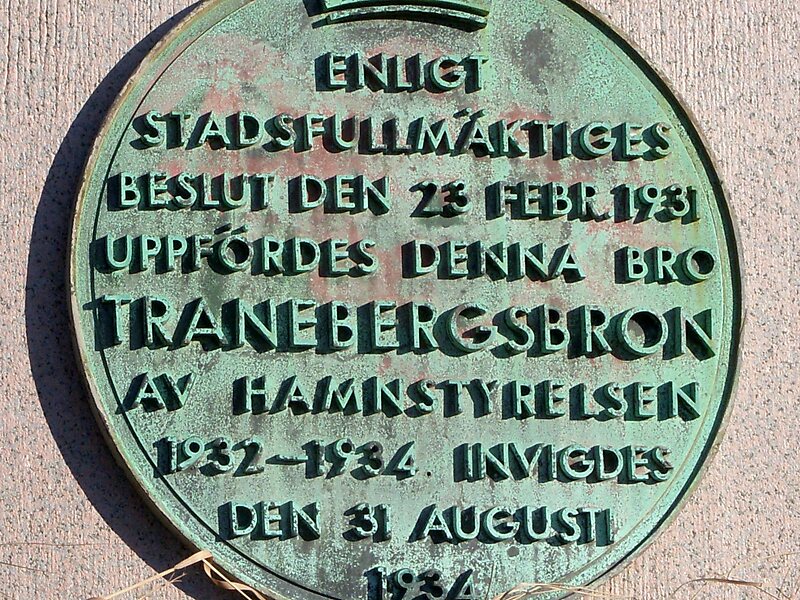 ENLIGT
STADSFULLMÄKTIGES
BESLUT DEN 23 FEBR. 1931
UPPFÖRDES DENNA BRO
TRANEBERGSBRON
AV HAMNSTYRELSEN
1932–1934. INVIGDES
DEN 31 AUGUSTI
1934